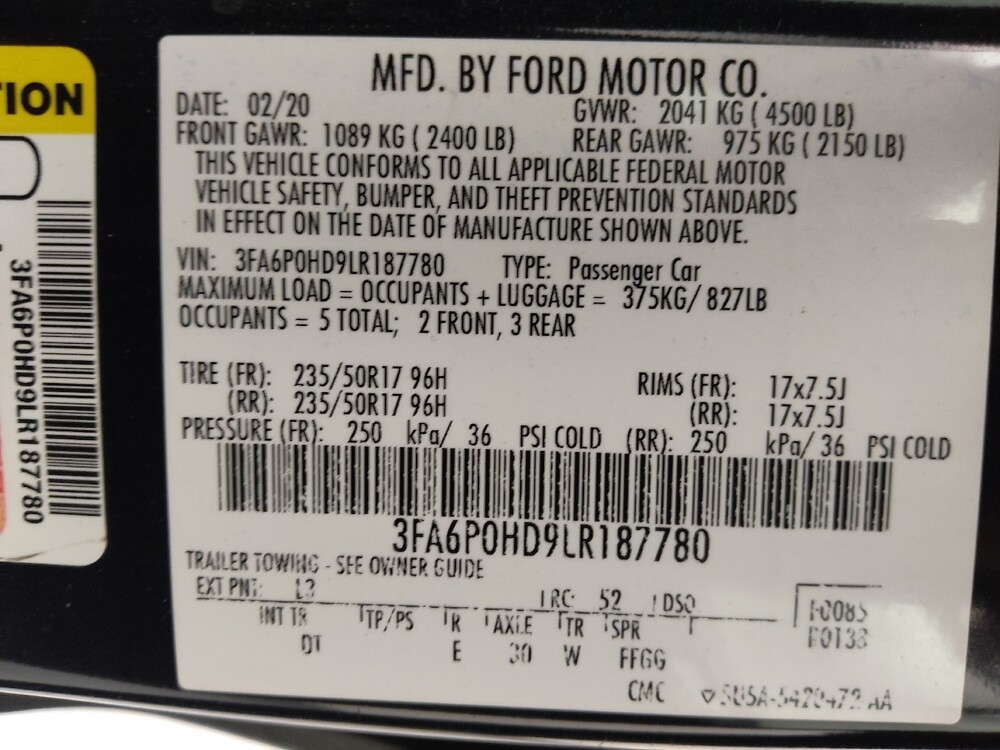 TION
3FA6P0HD9LR187780
MFD. BY FORD MOTOR CO.
DATE: 02/20 GVWR: 2041 KG ( 4500 LB)
FRONT GAWR: 1089 KG ( 2400 LB) REAR GAWR: 975 KG ( 2150 LB)
THIS VEHICLE CONFORMS TO ALL APPLICABLE FEDERAL MOTOR
VEHICLE SAFETY, BUMPER, AND THEFT PREVENTION STANDARDS
IN EFFECT ON THE DATE OF MANUFACTURE SHOWN ABOVE.
VIN: 3FA6P0HD9LR187780 TYPE: Passenger Car
MAXIMUM LOAD = OCCUPANTS + LUGGAGE = 375KG/ 827LB
OCCUPANTS = 5 TOTAL; 2 FRONT, 3 REAR
TIRE (FR): 235/50R17 96H RIMS (FR): 17x7.5J
(RR): 235/50R17 96H (RR): 17x7.5J
PRESSURE (FR): 250 kPa/ 36 PSI COLD (RR): 250 kPa/ 36 PSI COLD
3FA6P0HD9LR187780
TRAILER TOWING - SEE OWNER GUIDE
EXT PNT: L3 RC: 52 DSO
INT TR TP/PS R AXLE TR SPR
DT E 30 W FFGG
CMC